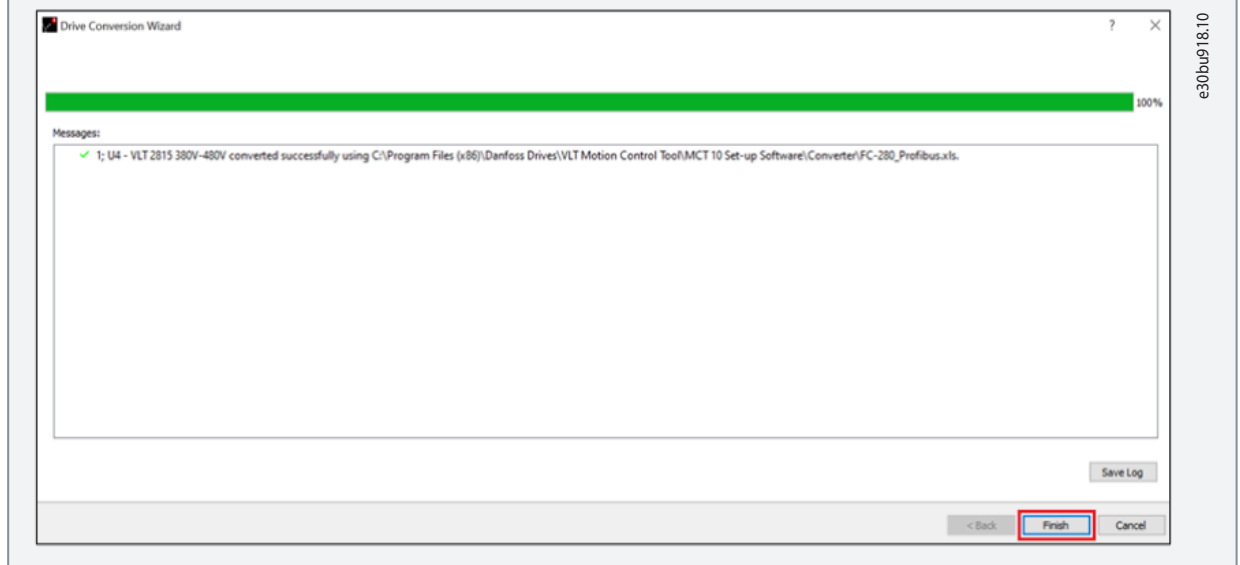 Drive Conversion Wizard
?
100%
Messages:
1; U4 - VLT 2815 380V-480V converted successfully using C:\Program Files (x86)\Danfoss Drives\VLT Motion Control Tool\MCT 10 Set-up Software\Converter\FC-280_Profibus.xls.
Save Log
< Back
Finish
Cancel
e30bu918.10